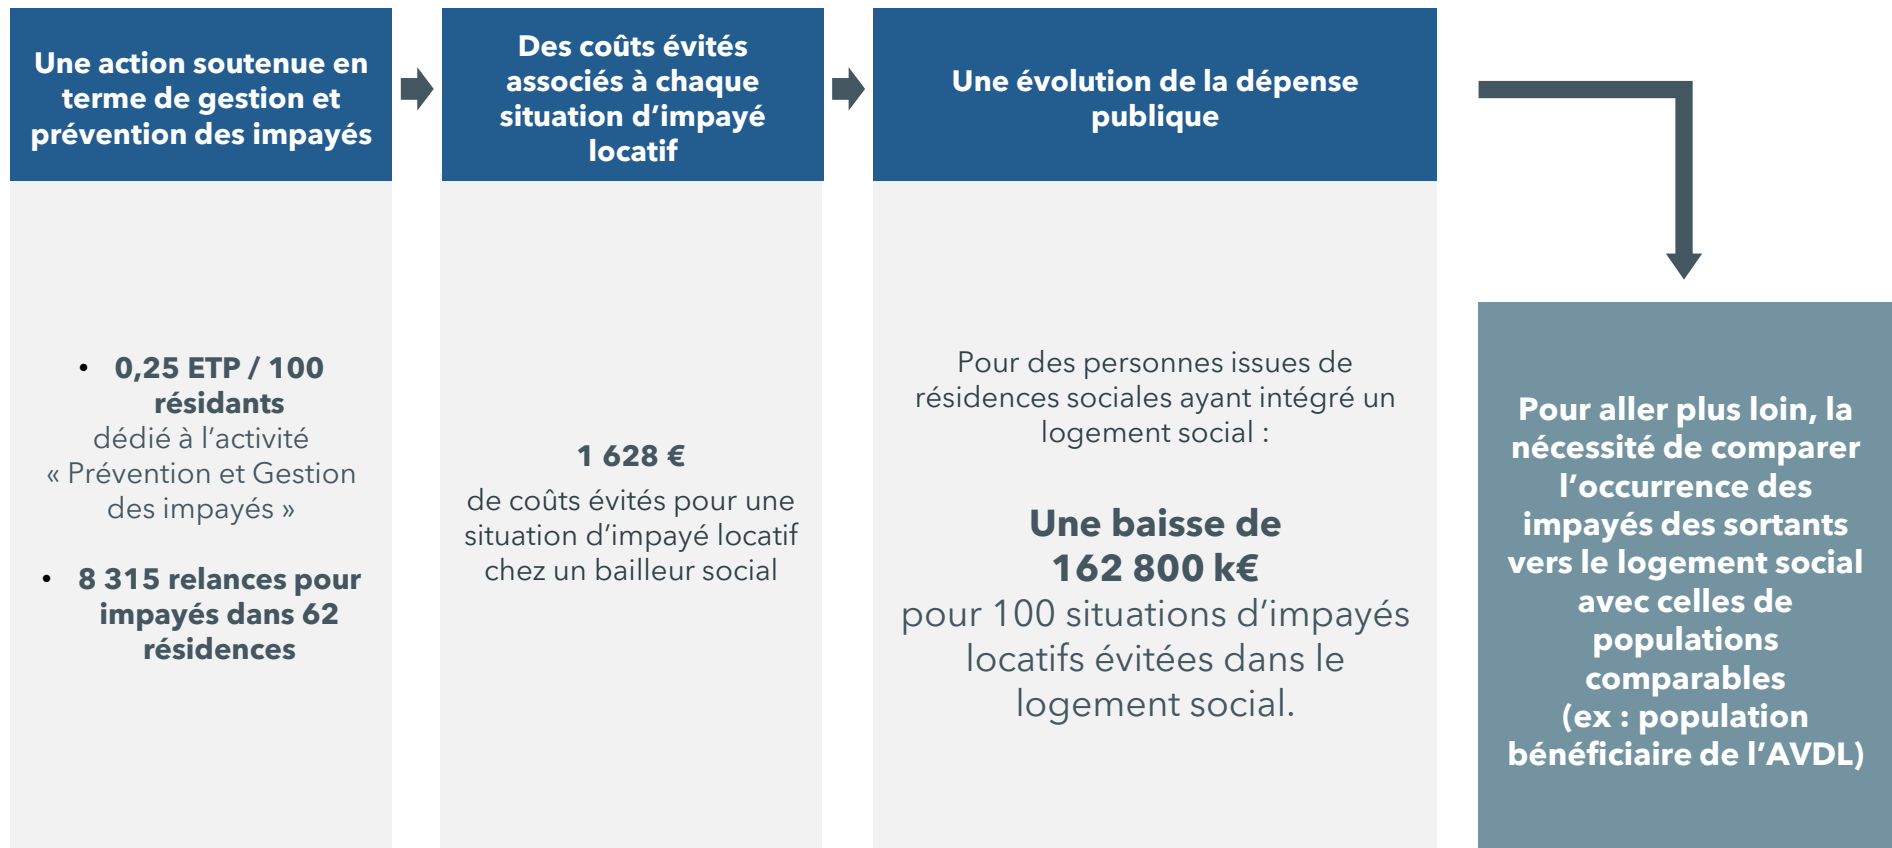 Une action soutenue en
terme de gestion et
prévention des impayés
Des coûts évités
associés à chaque
situation d’impayé
locatif
Une évolution de la dépense
publique
• 0,25 ETP / 100
résidants
dédié à l’activité
« Prévention et Gestion
des impayés »
• 8 315 relances pour
impayés dans 62
résidences
1 628 €
de coûts évités pour une
situation d’impayé locatif
chez un bailleur social
Pour des personnes issues de
résidences sociales ayant intégré un
logement social :
Une baisse de
162 800 k€
pour 100 situations d’impayés
locatifs évitées dans le
logement social.
Pour aller plus loin, la
nécessité de comparer
l’occurrence des
impayés des sortants
vers le logement social
avec celles de
populations
comparables
(ex : population
bénéficiaire de l’AVDL)